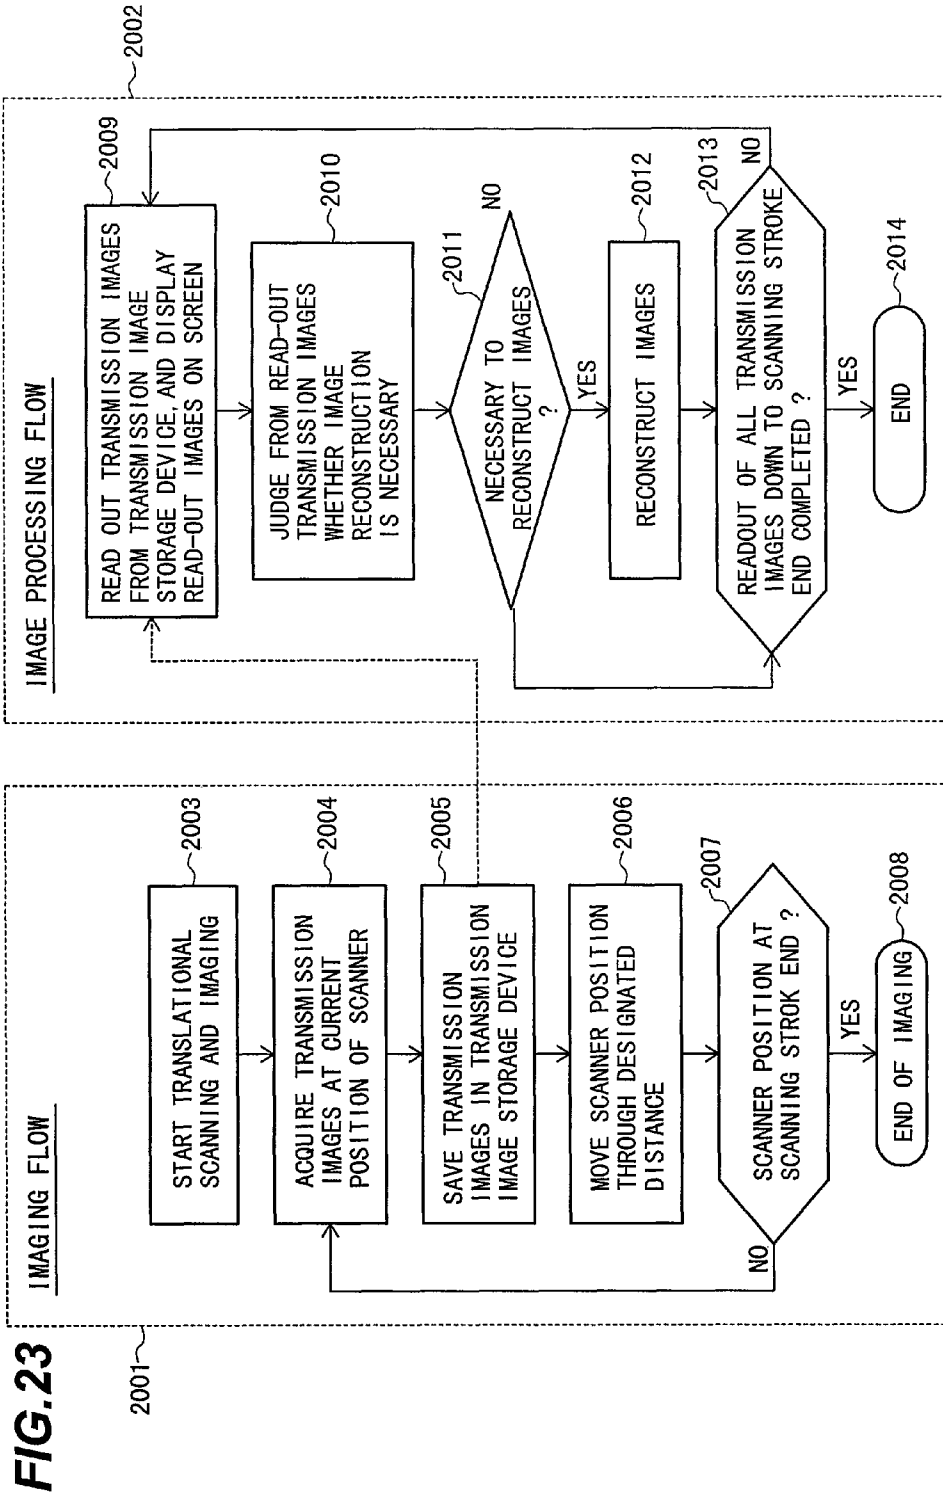 FIG.23
2001
IMAGING FLOW
START TRANSLATIONAL
SCANNING AND IMAGING
2003
ACQUIRE TRANSMISSION
IMAGES AT CURRENT
POSITION OF SCANNER
2004
SAVE TRANSMISSION
IMAGES IN TRANSMISSION
IMAGE STORAGE DEVICE
2005
MOVE SCANNER POSITION
THROUGH DESIGNATED
DISTANCE
2006
SCANNER POSITION AT
SCANNING STROK END ?
2007
NO
YES
END OF IMAGING
2008
2002
IMAGE PROCESSING FLOW
READ OUT TRANSMISSION IMAGES
FROM TRANSMISSION IMAGE
STORAGE DEVICE, AND DISPLAY
READ-OUT IMAGES ON SCREEN
2009
JUDGE FROM READ-OUT
TRANSMISSION IMAGES
WHETHER IMAGE
RECONSTRUCTION
IS NECESSARY
2010
NECESSARY TO
RECONSTRUCT IMAGES
?
2011
NO
YES
RECONSTRUCT IMAGES
2012
READOUT OF ALL TRANSMISSION
IMAGES DOWN TO SCANNING STROKE
END COMPLETED ?
2013
NO
YES
END
2014